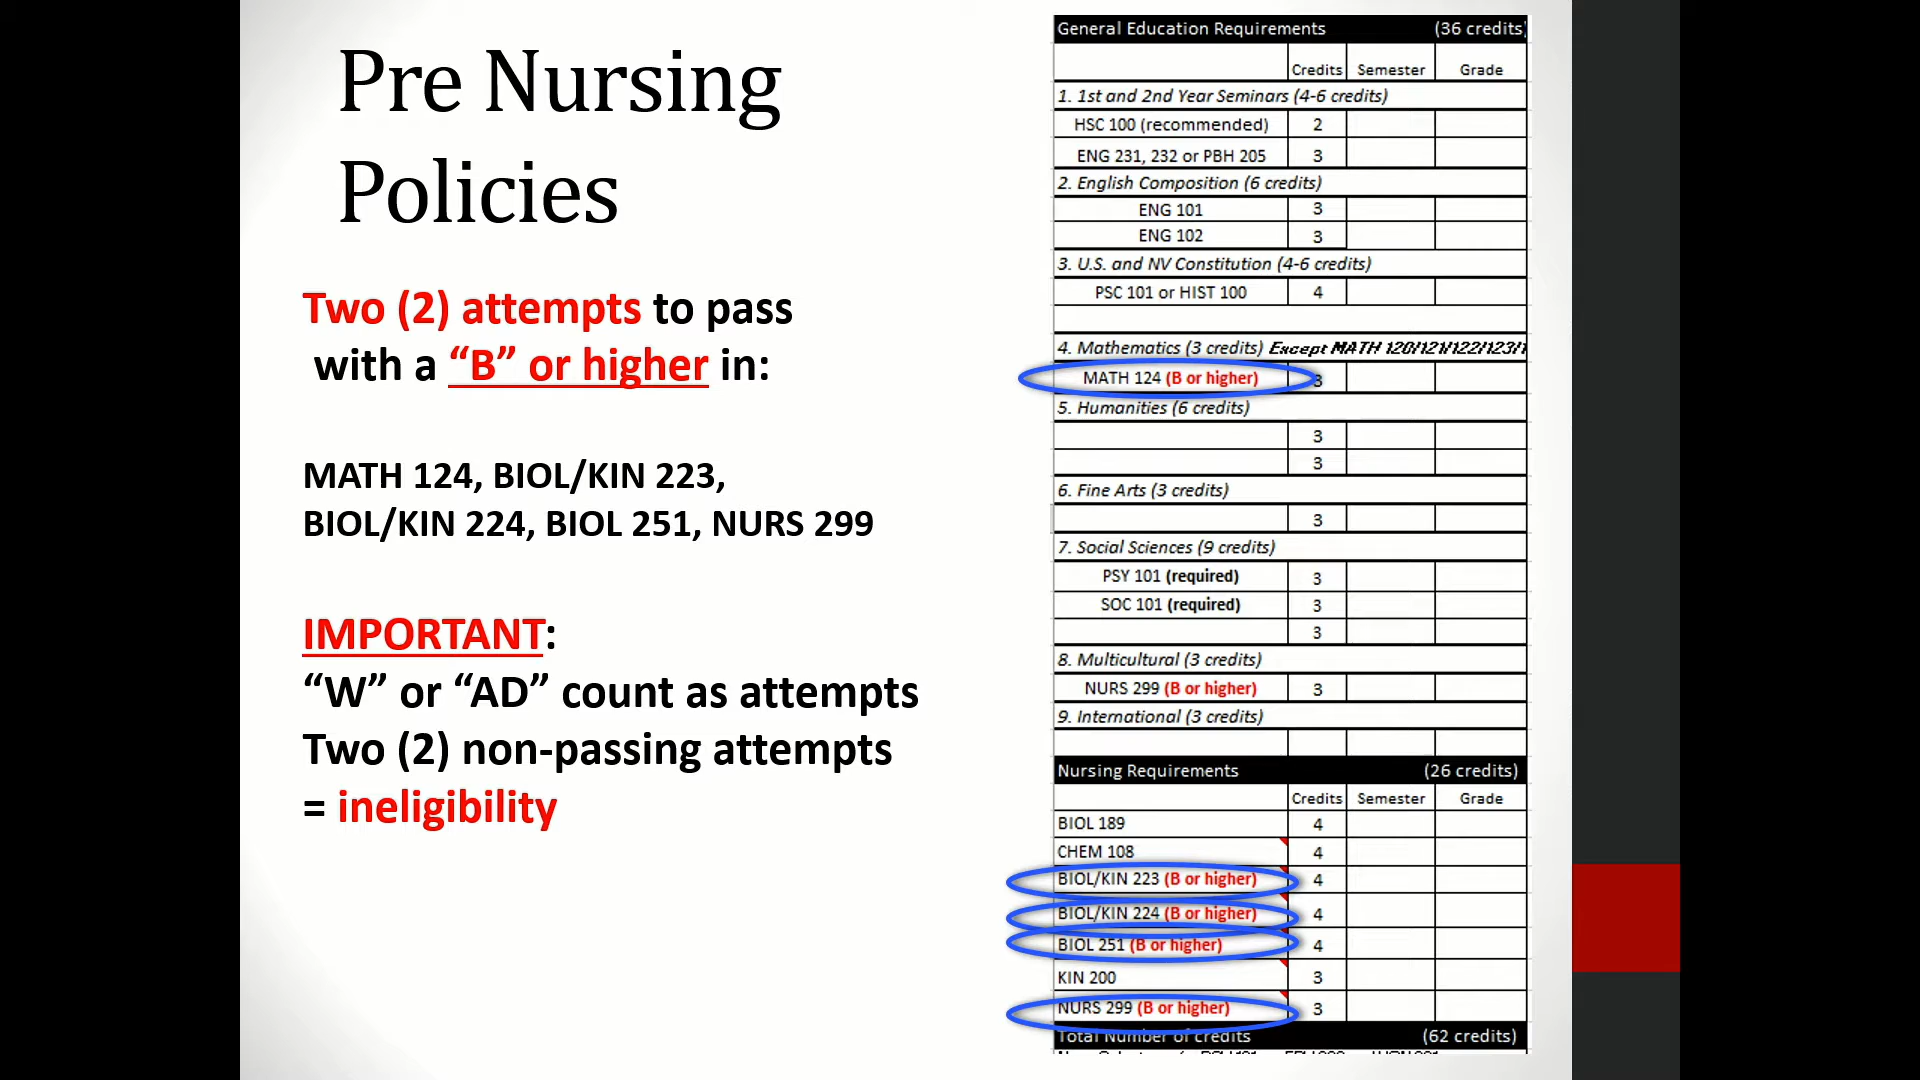 Pre Nursing
Policies
Two (2) attempts to pass
with a “B” or higher in:
MATH 124, BIOL/KIN 223,
BIOL/KIN 224, BIOL 251, NURS 299
IMPORTANT:
“W” or “AD” count as attempts
Two (2) non-passing attempts
= ineligibility
General Education Requirements (36 credits)
Credits Semester Grade
1. 1st and 2nd Year Seminars (4-6 credits)
HSC 100 (recommended) 2
ENG 231, 232 or PBH 205 3
2. English Composition (6 credits)
ENG 101 3
ENG 102 3
3. U.S. and NV Constitution (4-6 credits)
PSC 101 or HIST 100 4
4. Mathematics (3 credits) Except MATH 120/121/122/123/1
MATH 124 (B or higher) 3
5. Humanities (6 credits)
3
3
6. Fine Arts (3 credits)
3
7. Social Sciences (9 credits)
PSY 101 (required) 3
SOC 101 (required) 3
3
8. Multicultural (3 credits)
NURS 299 (B or higher) 3
9. International (3 credits)
Nursing Requirements (26 credits)
Credits Semester Grade
BIOL 189 4
CHEM 108 4
BIOL/KIN 223 (B or higher) 4
BIOL/KIN 224 (B or higher) 4
BIOL 251 (B or higher) 4
KIN 200 3
NURS 299 (B or higher) 3
Total Number of credits (62 credits)